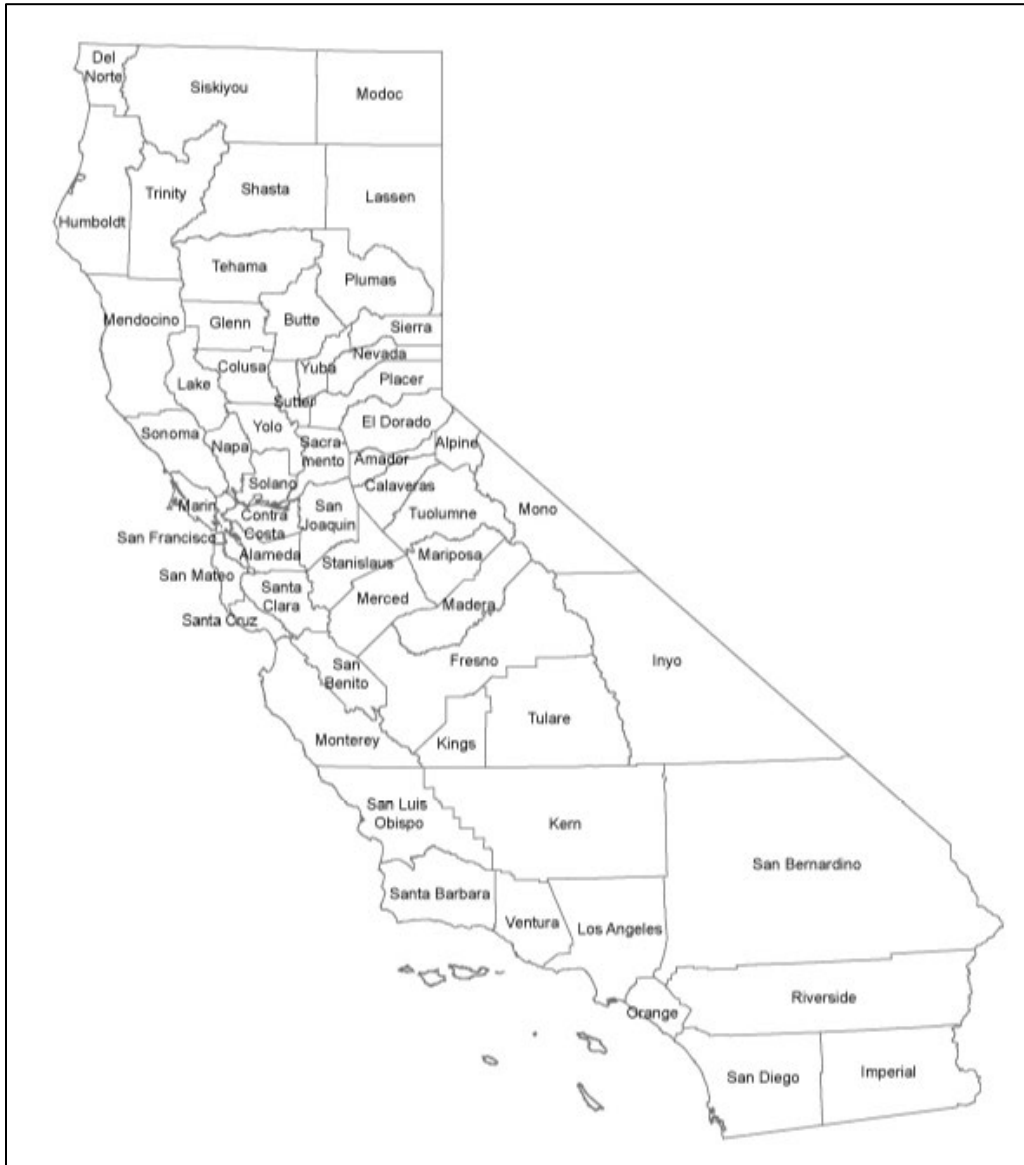 Del
Norte
Siskiyou
Modoc
Trinity
Shasta
Lassen
Humboldt
Tehama
Plumas
Mendocino
Glenn
Butte
Sierra
Colusa
Yuba
Nevada
Lake
Placer
Sutter
El Dorado
Sonoma
Yolo
Napa
Sacra-
mento
Alpine
Amador
Solano
Calaveras
Marin
Contra
Costa
San
Joaquin
Tuolumne
Mono
San Francisco
Alameda
Stanislaus
Mariposa
San Mateo
Santa
Clara
Merced
Madera
Santa Cruz
San
Benito
Fresno
Inyo
Tulare
Monterey
Kings
San Luis
Obispo
Kern
San Bernardino
Santa Barbara
Ventura
Los Angeles
Riverside
Orange
San Diego
Imperial